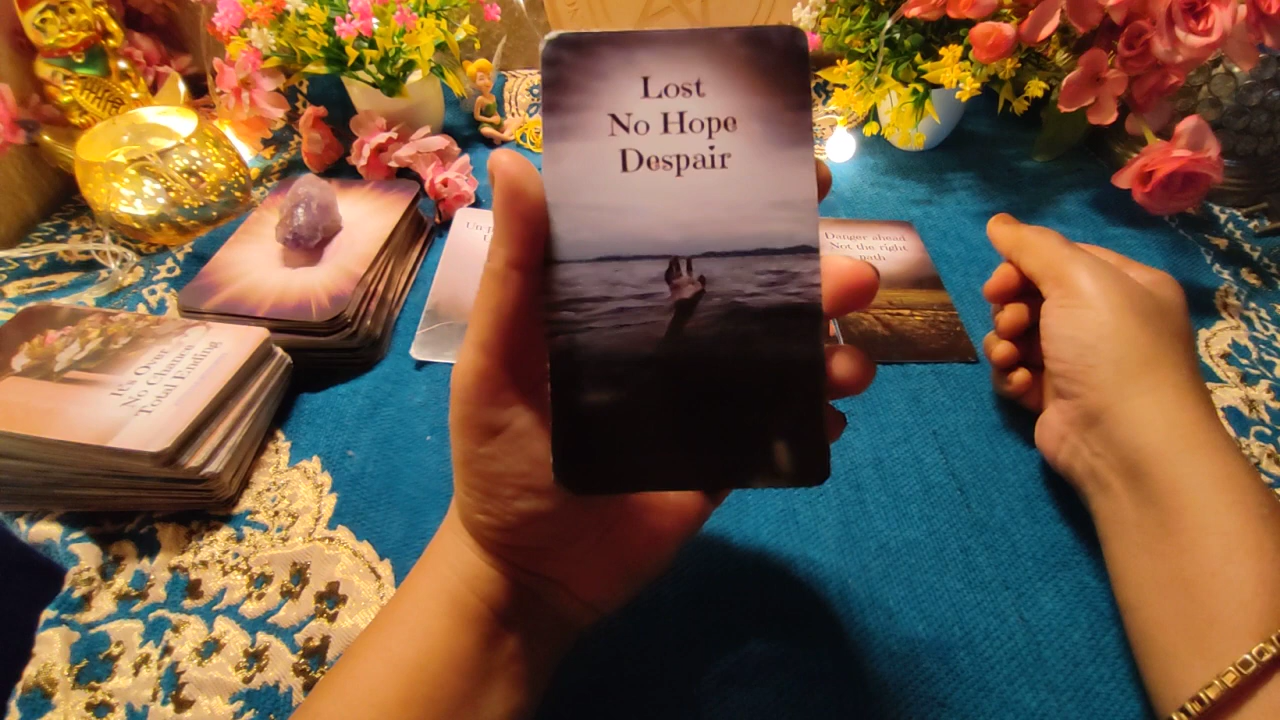 Lost
No Hope
Despair
Danger ahead
Not the right
path
It's Over
No Chance
Total Ending